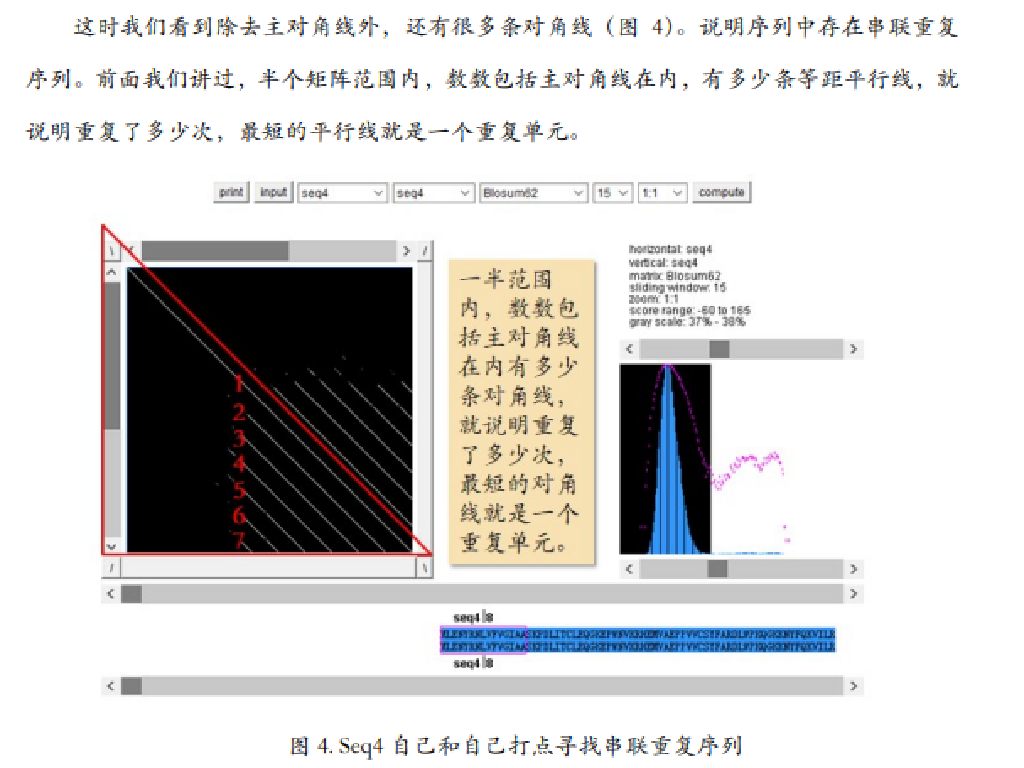 这时我们看到除去主对角线外，还有很多条对角线（图 4）。说明序列中存在串联重复
序列。前面我们讲过，半个矩阵范围内，数数包括主对角线在内，有多少条等距平行线，就
说明重复了多少次，最短的平行线就是一个重复单元。
print input seq4 seq4 Blosum62 15 1:1 compute
horizontal: seq4
vertical: seq4
matrix: Blosum62
sliding window: 15
zoom: 1:1
score range: -60 to 165
gray scale: 37% - 38%
1
2
3
4
5
6
7
一半范围
内，数数包
括主对角线
在内有多少
条对角线，
就说明重复
了多少次，
最短的对角
线就是一个
重复单元。
seq4|8
seq4|8
图 4. Seq4 自己和自己打点寻找串联重复序列